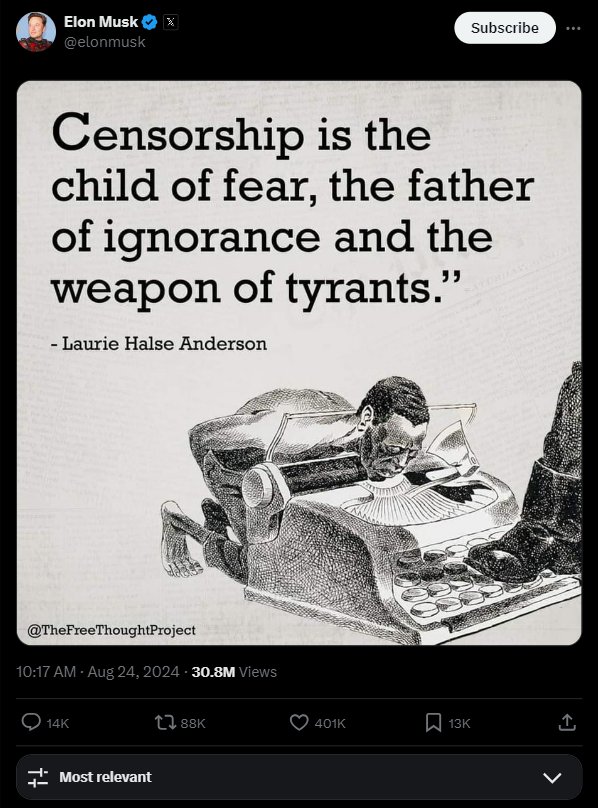 Elon Musk
@elonmusk
Subscribe
Censorship is the
child of fear, the father
of ignorance and the
weapon of tyrants.”
- Laurie Halse Anderson
@TheFreeThoughtProject
10:17 AM · Aug 24, 2024 · 30.8M Views
14K 88K 401K 13K
Most relevant